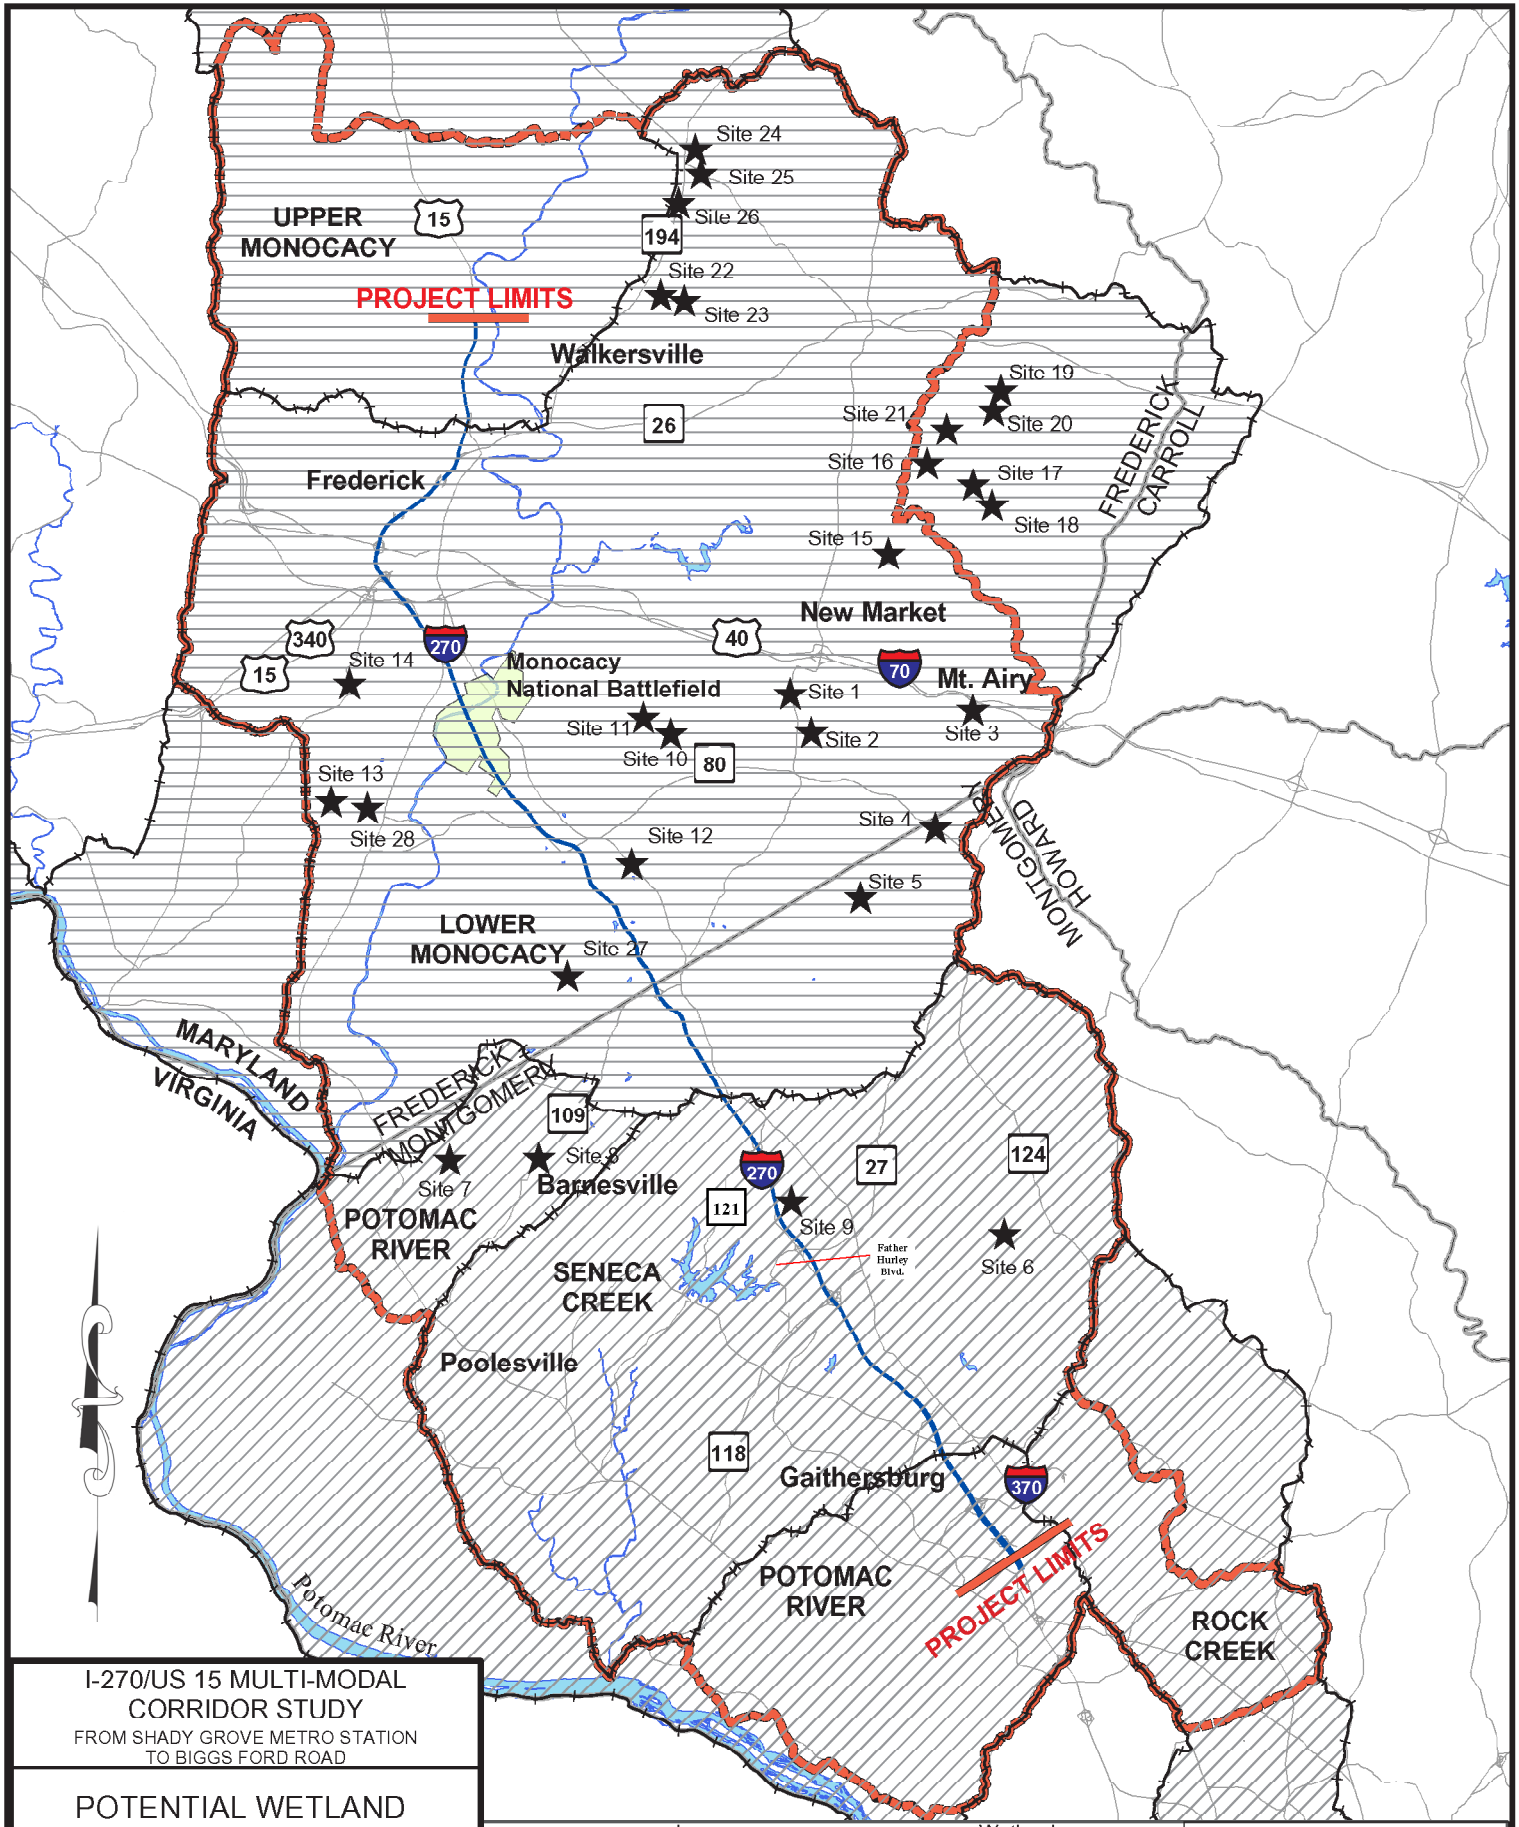 Site 24
Site 25
Site 26
194
UPPER
MONOCACY
15
Site 22
Site 23
PROJECT LIMITS
Walkersville
Site 19
Site 20
Site 21
26
Site 16
Site 17
Site 18
FREDERICK
CARROLL
Frederick
Site 15
New Market
340
270
40
70
15
Site 14
Monocacy
National Battlefield
Mt. Airy
Site 1
Site 11
Site 2
Site 3
Site 10
80
Site 13
Site 28
Site 4
Site 12
HOWARD
Site 5
LOWER
MONOCACY
Site 27
MARYLAND
VIRGINIA
FREDERICK
MONTGOMERY
109
Site 8
Site 7
Barnesville
270
27
124
121
Site 9
POTOMAC
RIVER
Father
Hurley
Blvd.
Site 6
SENECA
CREEK
Poolesville
118
Gaithersburg
370
PROJECT LIMITS
POTOMAC
RIVER
ROCK
CREEK
Potomac River
I-270/US 15 MULTI-MODAL
CORRIDOR STUDY
FROM SHADY GROVE METRO STATION
TO BIGGS FORD ROAD
POTENTIAL WETLAND